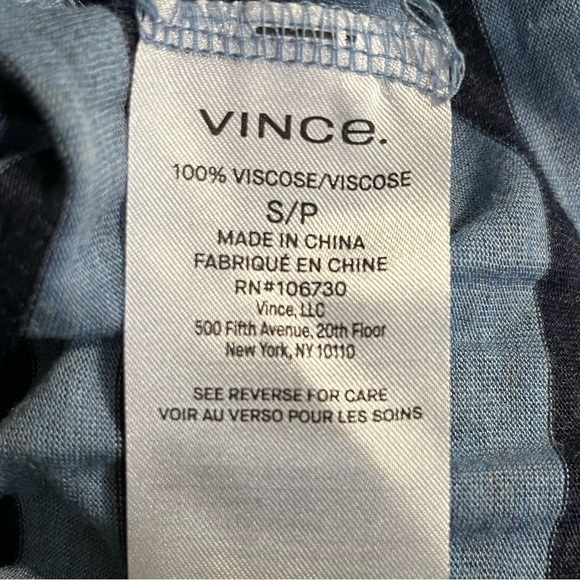 VINCe.
100% VISCOSE/VISCOSE
S/P
MADE IN CHINA
FABRIQUÉ EN CHINE
RN#106730
Vince, LLC
500 Fifth Avenue, 20th Floor
New York, NY 10110
SEE REVERSE FOR CARE
VOIR AU VERSO POUR LES SOINS